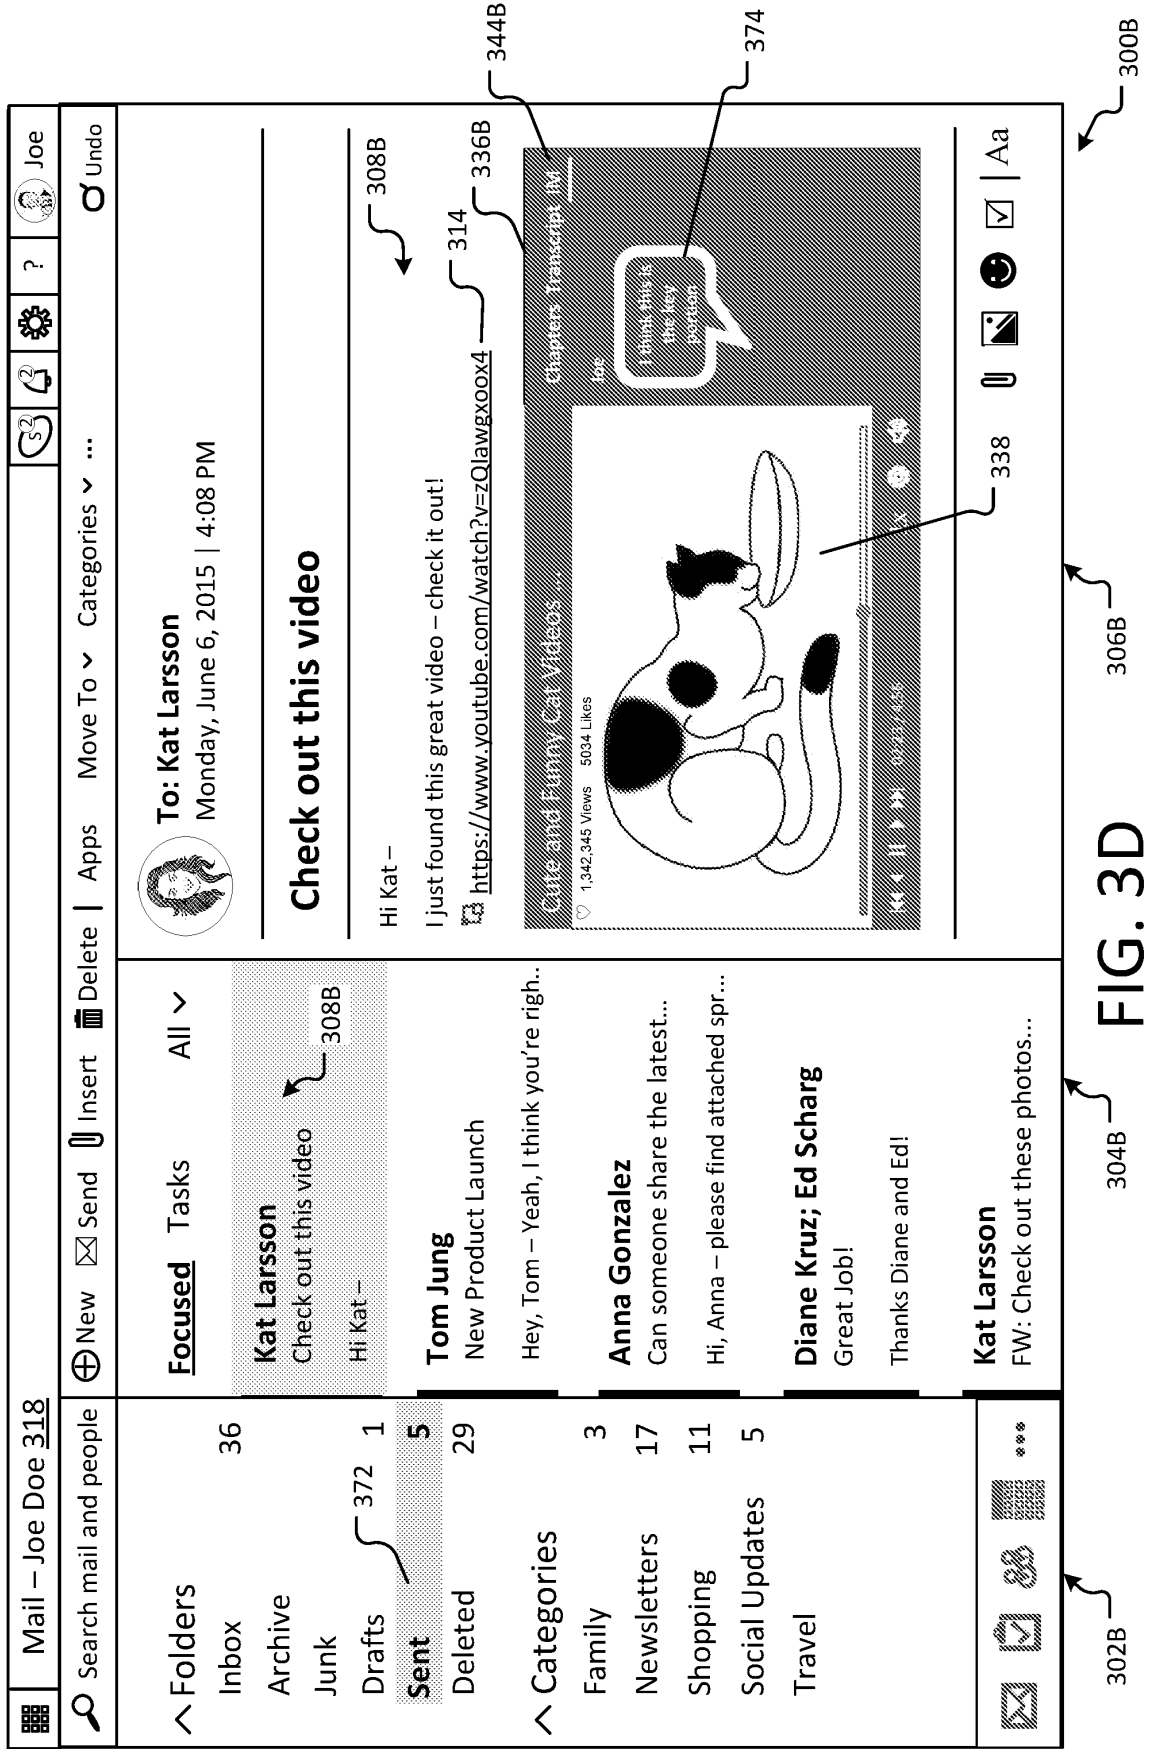 Mail – Joe Doe 318
S 2
2
?
Joe
Search mail and people
New
Send
Insert
Delete |
Apps
Move To
Categories
...
Undo
Folders
Inbox 36
Archive
Junk
Drafts 1
372
Sent 5
Deleted 29
Categories
Family 3
Newsletters 17
Shopping 11
Social Updates 5
Travel
...
302B
Focused Tasks All
Kat Larsson
Check out this video
Hi Kat –
308B
Tom Jung
New Product Launch
Hey, Tom – Yeah, I think you're righ..
Anna Gonzalez
Can someone share the latest...
Hi, Anna – please find attached spr...
Diane Kruz; Ed Scharg
Great Job!
Thanks Diane and Ed!
Kat Larsson
FW: Check out these photos...
304B
To: Kat Larsson
Monday, June 6, 2015 | 4:08 PM
Check out this video
308B
Hi Kat –
I just found this great video – check it out!
https://www.youtube.com/watch?v=zQlawgxoox4
314
336B
344B
Cute and Funny Cat Videos...
Chapters Transcript IM
1,342,345 Views 5034 Likes
Joe
I think this is
the key
portion
374
338
| Aa
306B
300B
FIG. 3D